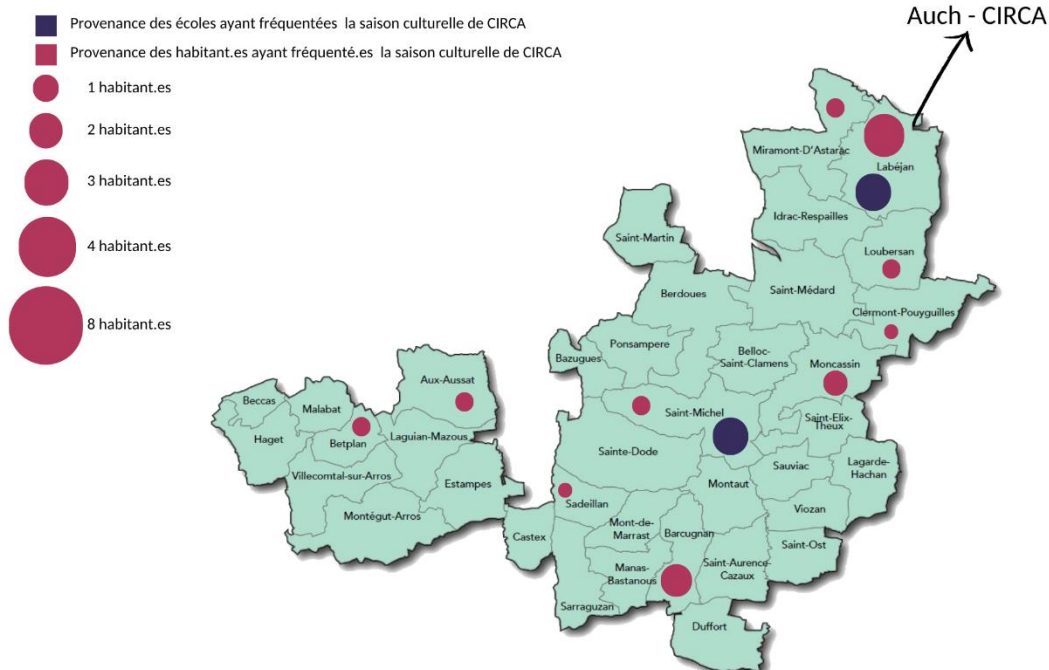 Auch - CIRCA
Provenance des écoles ayant fréquentées la saison culturelle de CIRCA
Provenance des habitant.es ayant fréquenté.es la saison culturelle de CIRCA
1 habitant.es
2 habitant.es
3 habitant.es
4 habitant.es
8 habitant.es
Miramont-D'Astarac
Labéjan
Idrac-Respailles
Saint-Martin
Loubersan
Berdoues
Saint-Médard
Clermont-Pouyguilles
Ponsampere
Bazugues
Belloc-
Saint-Clamens
Moncassin
Aux-Aussat
Beccas
Malabat
Saint-Michel
Saint-Elix-
Theux
Haget
Betplan
Laguian-Mazous
Sainte-Dode
Sauviac
Lagarde-
Hachan
Villecomtal-sur-Arros
Estampes
Montaut
Sadeillan
Viozan
Montégut-Arros
Castex
Mont-de-
Marrast
Barcugnan
Saint-Ost
Manas-
Bastanous
Saint-Aurence-
Cazaux
Sarraguzan
Duffort